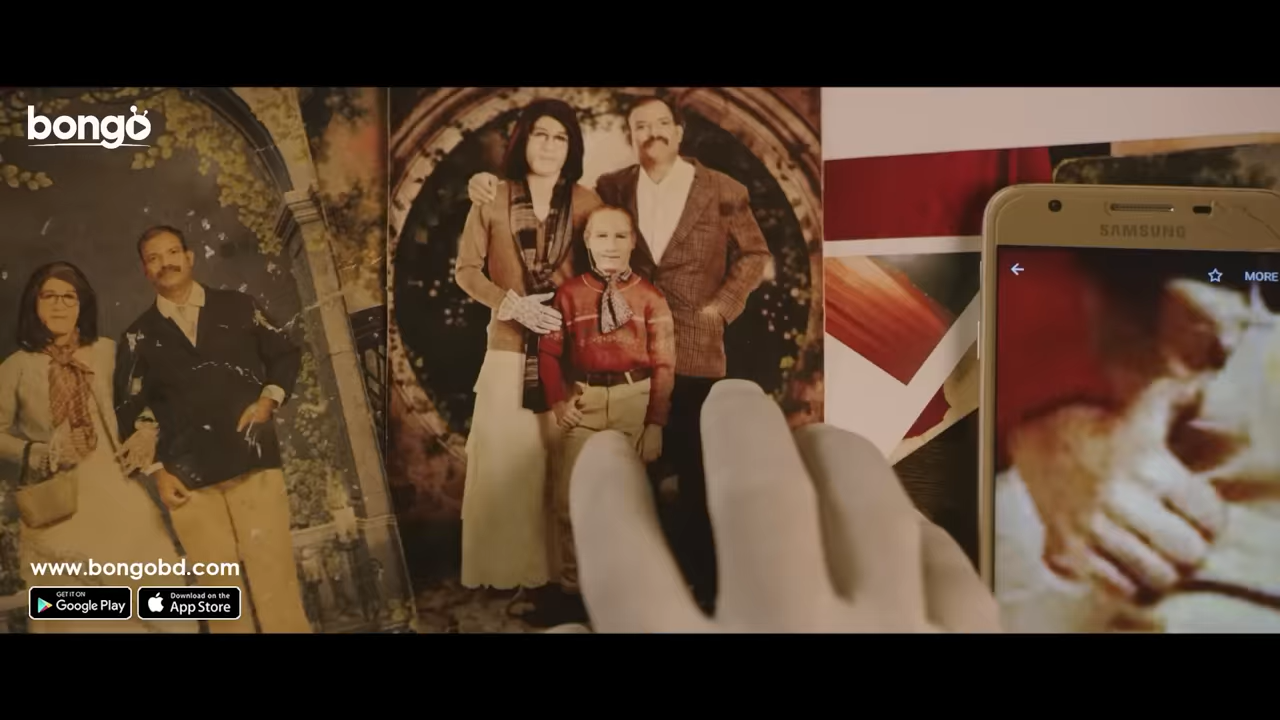 bongo
SAMSUNG
MORE
www.bongobd.com
GET IT ON
Google Play
Download on the
App Store